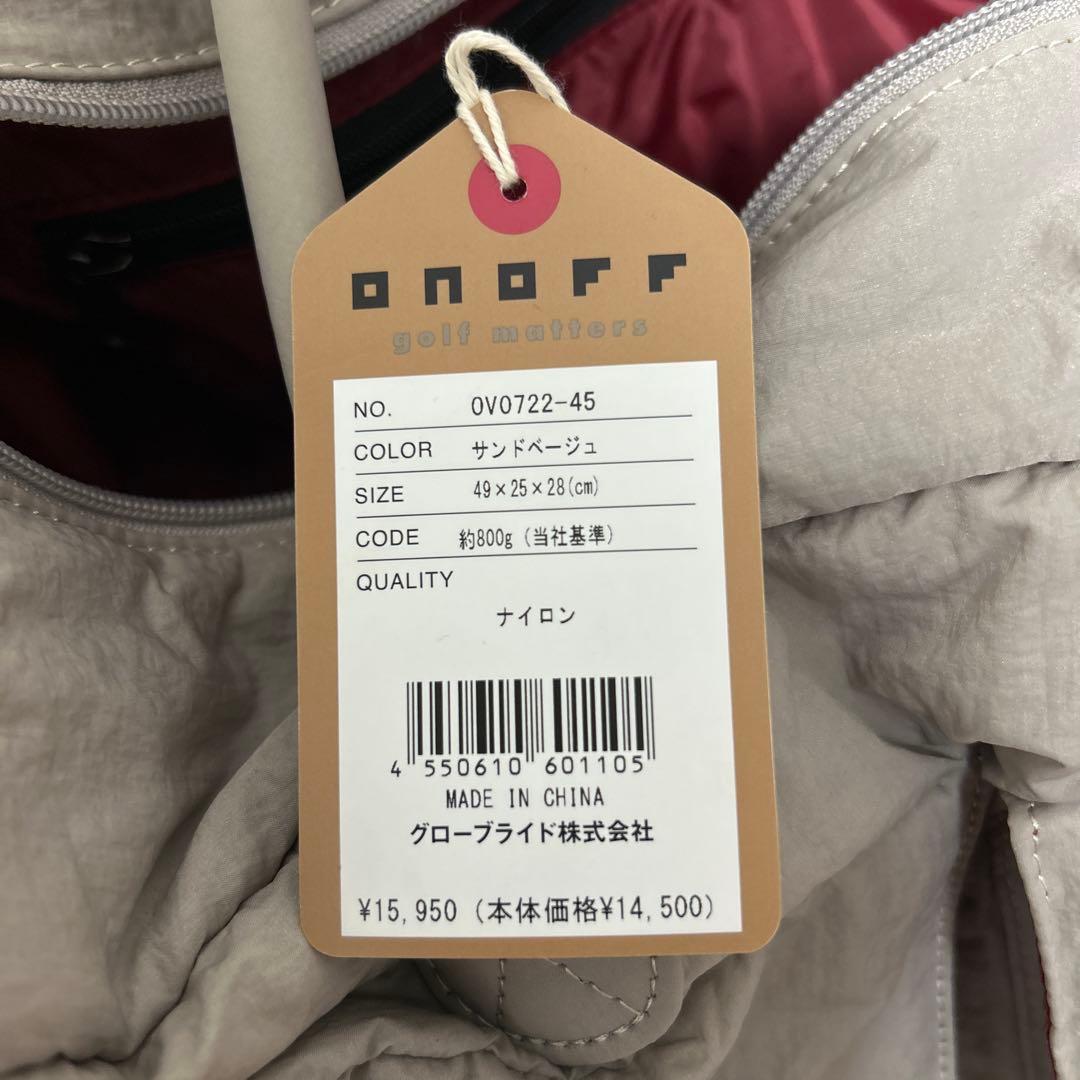 onoff
golf matters
NO. OV0722-45
COLOR サンドベージュ
SIZE 49×25×28(cm)
CODE 約800g (当社基準)
QUALITY
ナイロン
4 550610 601105
MADE IN CHINA
グローブライド株式会社
¥15,950 (本体価格¥14,500)